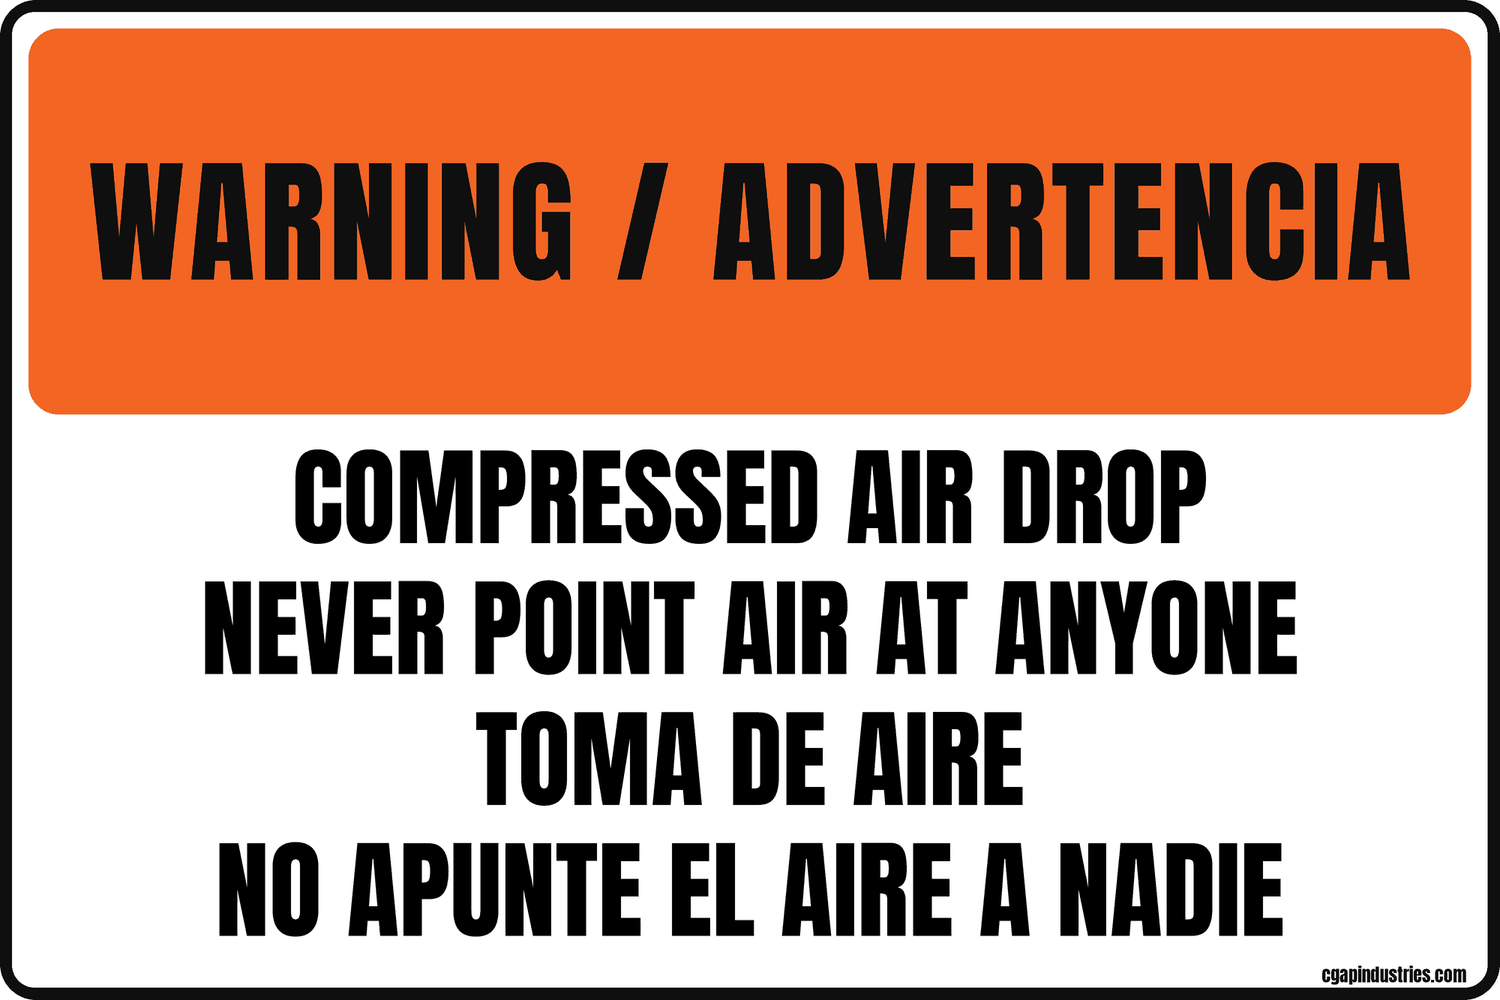 WARNING / ADVERTENCIA
COMPRESSED AIR DROP
NEVER POINT AIR AT ANYONE
TOMA DE AIRE
NO APUNTE EL AIRE A NADIE
cgapindustries.com